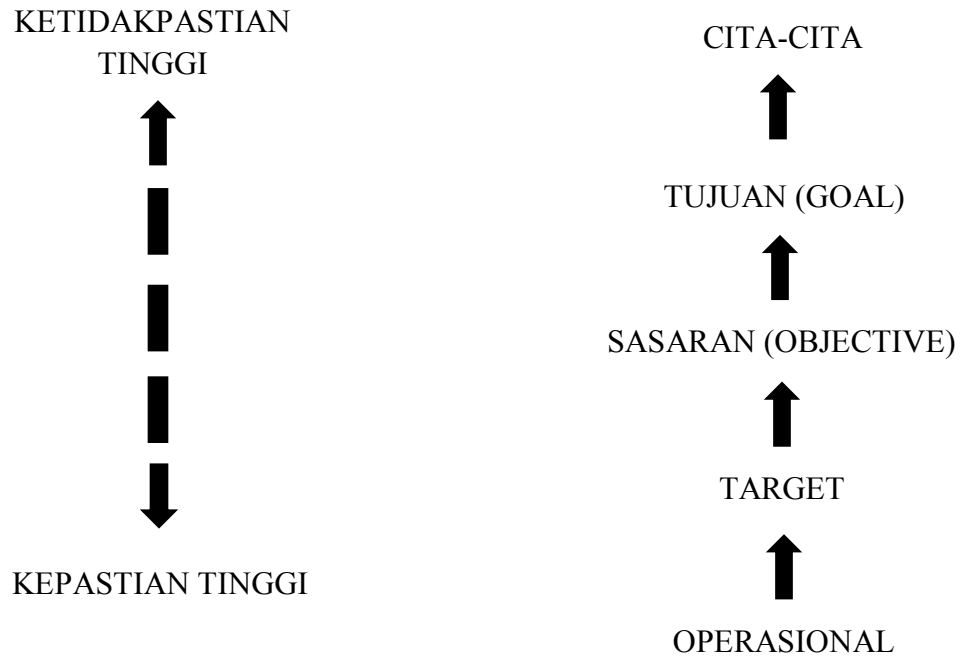 KETIDAKPASTIAN
TINGGI
KEPASTIAN TINGGI
CITA-CITA
TUJUAN (GOAL)
SASARAN (OBJECTIVE)
TARGET
OPERASIONAL